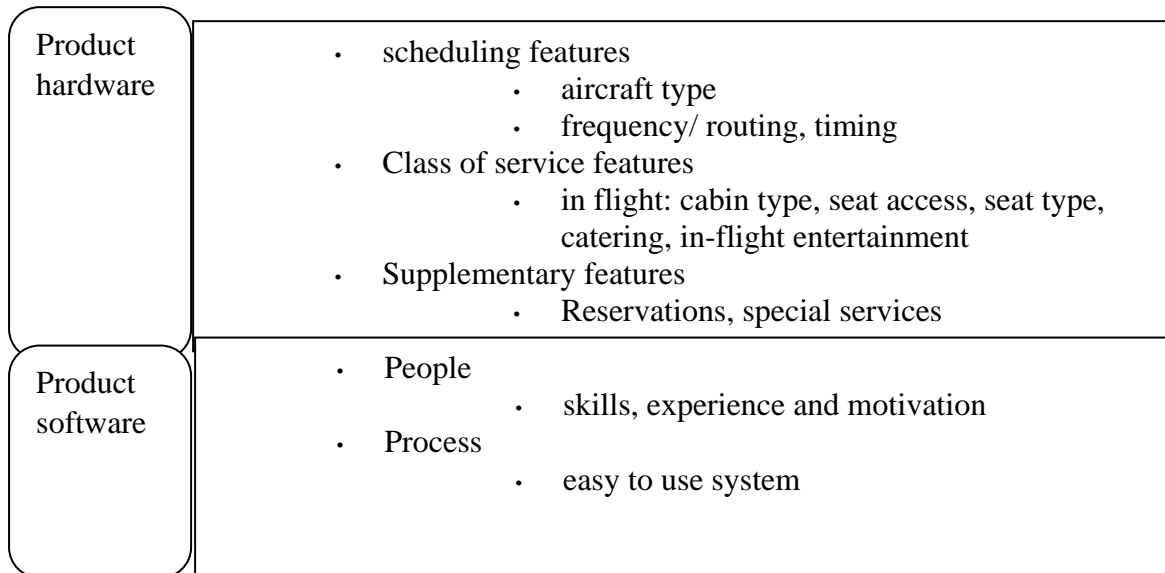 Product
hardware
• scheduling features
• aircraft type
• frequency/ routing, timing
• Class of service features
• in flight: cabin type, seat access, seat type,
catering, in-flight entertainment
• Supplementary features
• Reservations, special services
Product
software
• People
• skills, experience and motivation
• Process
• easy to use system